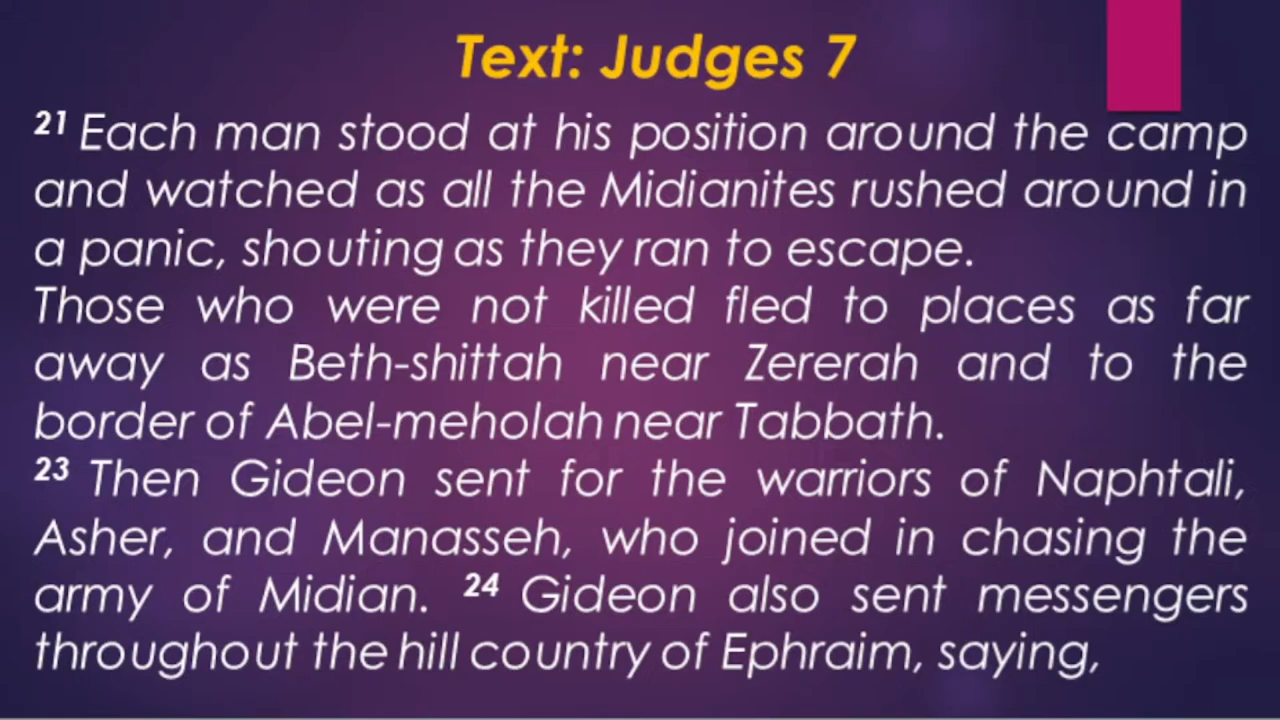 Text: Judges 7
21 Each man stood at his position around the camp
and watched as all the Midianites rushed around in
a panic, shouting as they ran to escape.
Those who were not killed fled to places as far
away as Beth-shittah near Zererah and to the
border of Abel-meholah near Tabbath.
23 Then Gideon sent for the warriors of Naphtali,
Asher, and Manasseh, who joined in chasing the
army of Midian. 24 Gideon also sent messengers
throughout the hill country of Ephraim, saying,